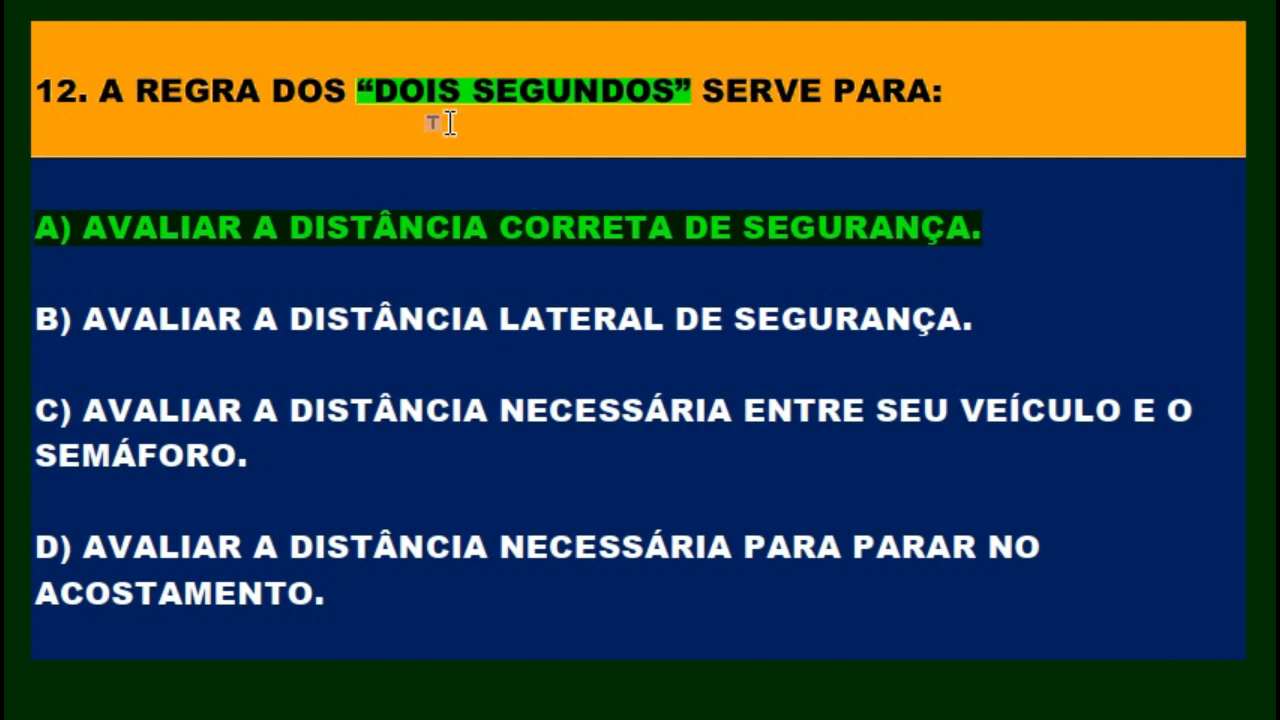 12. A REGRA DOS “DOIS SEGUNDOS” SERVE PARA:
T
A) AVALIAR A DISTÂNCIA CORRETA DE SEGURANÇA.
B) AVALIAR A DISTÂNCIA LATERAL DE SEGURANÇA.
C) AVALIAR A DISTÂNCIA NECESSÁRIA ENTRE SEU VEÍCULO E O
SEMÁFORO.
D) AVALIAR A DISTÂNCIA NECESSÁRIA PARA PARAR NO
ACOSTAMENTO.